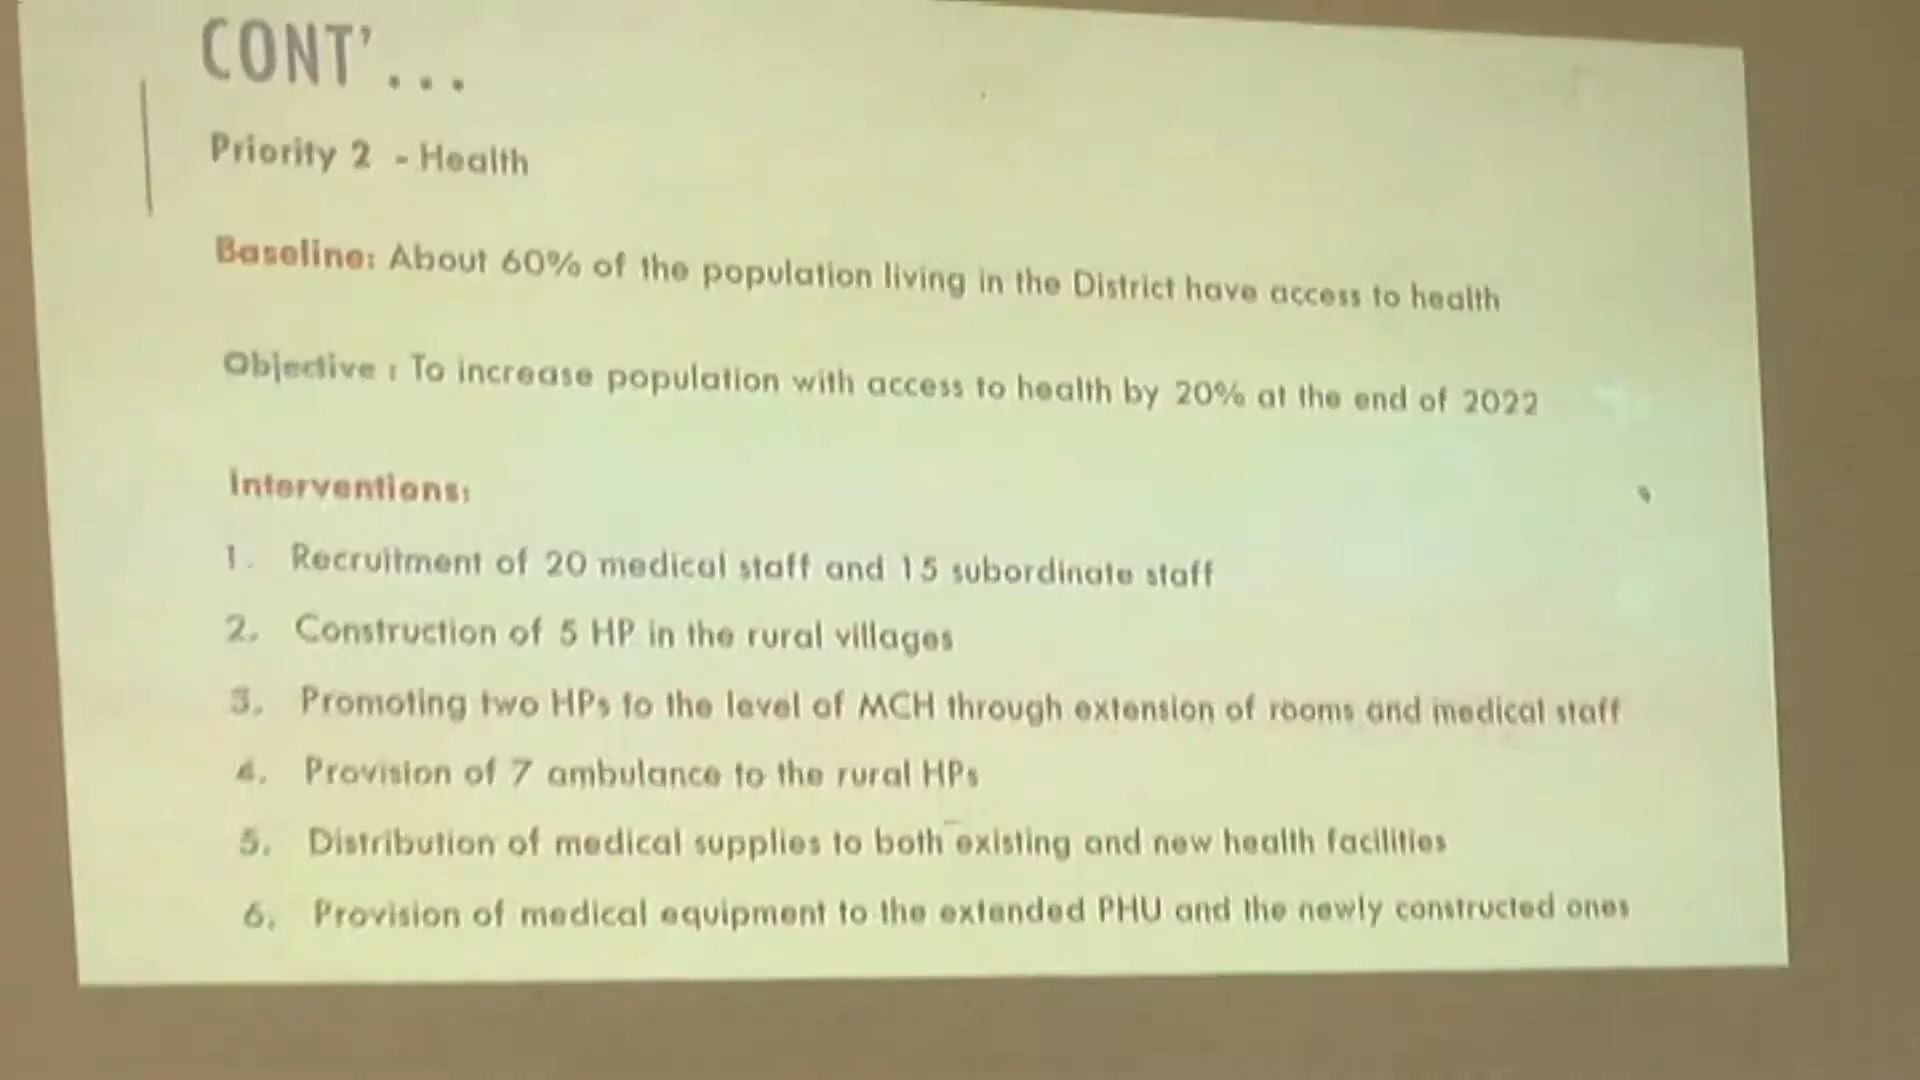 CONT'...
Priority 2 - Health
Baseline: About 60% of the population living in the District have access to health
Objective : To increase population with access to health by 20% at the end of 2022
Interventions:
1. Recruitment of 20 medical staff and 15 subordinate staff
2. Construction of 5 HP in the rural villages
3. Promoting two HPs to the level of MCH through extension of rooms and medical staff
4. Provision of 7 ambulance to the rural HPs
5. Distribution of medical supplies to both existing and new health facilities
6. Provision of medical equipment to the extended PHU and the newly constructed ones